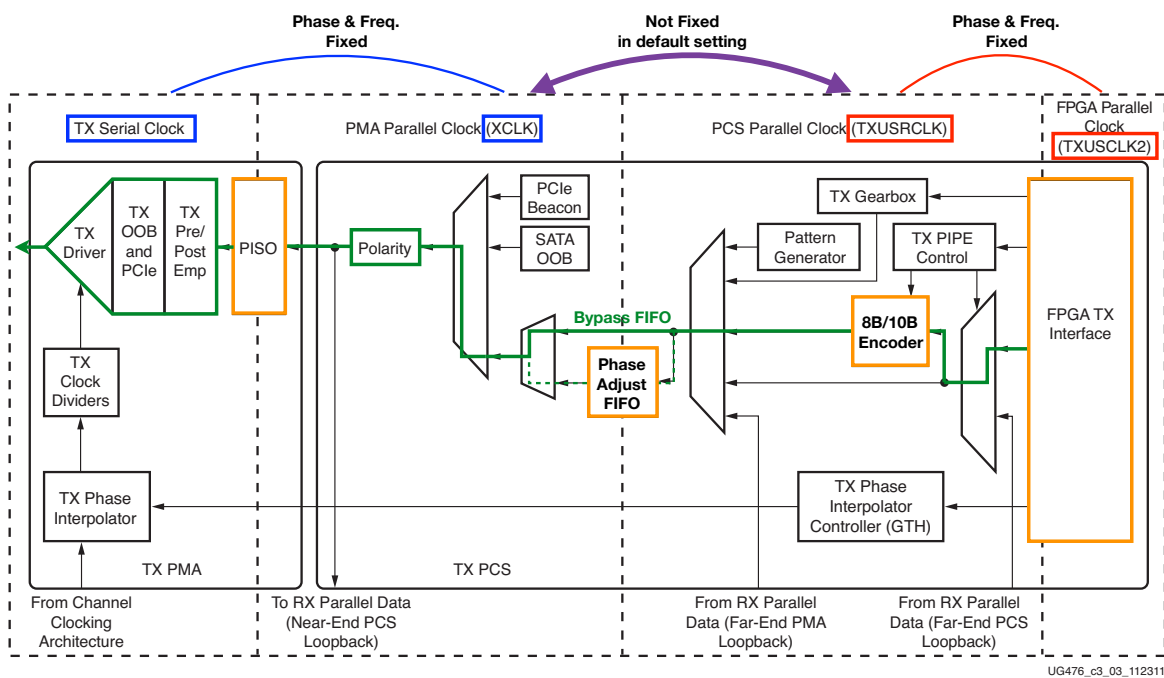 Phase & Freq.
Fixed
Not Fixed
in default setting
Phase & Freq.
Fixed
TX Serial Clock
PMA Parallel Clock (XCLK)
PCS Parallel Clock (TXUSRCLK)
FPGA Parallel
Clock
(TXUSCLK2)
TX
Driver
TX
OOB
and
PCIe
TX
Pre/
Post
Emp
PISO
Polarity
PCIe
Beacon
SATA
OOB
TX Gearbox
Pattern
Generator
TX PIPE
Control
FPGA TX
Interface
Bypass FIFO
8B/10B
Encoder
Phase
Adjust
FIFO
TX
Clock
Dividers
TX Phase
Interpolator
TX Phase
Interpolator
Controller (GTH)
TX PMA
TX PCS
From Channel
Clocking
Architecture
To RX Parallel Data
(Near-End PCS
Loopback)
From RX Parallel
Data (Far-End PMA
Loopback)
From RX Parallel
Data (Far-End PCS
Loopback)
UG476_c3_03_112311